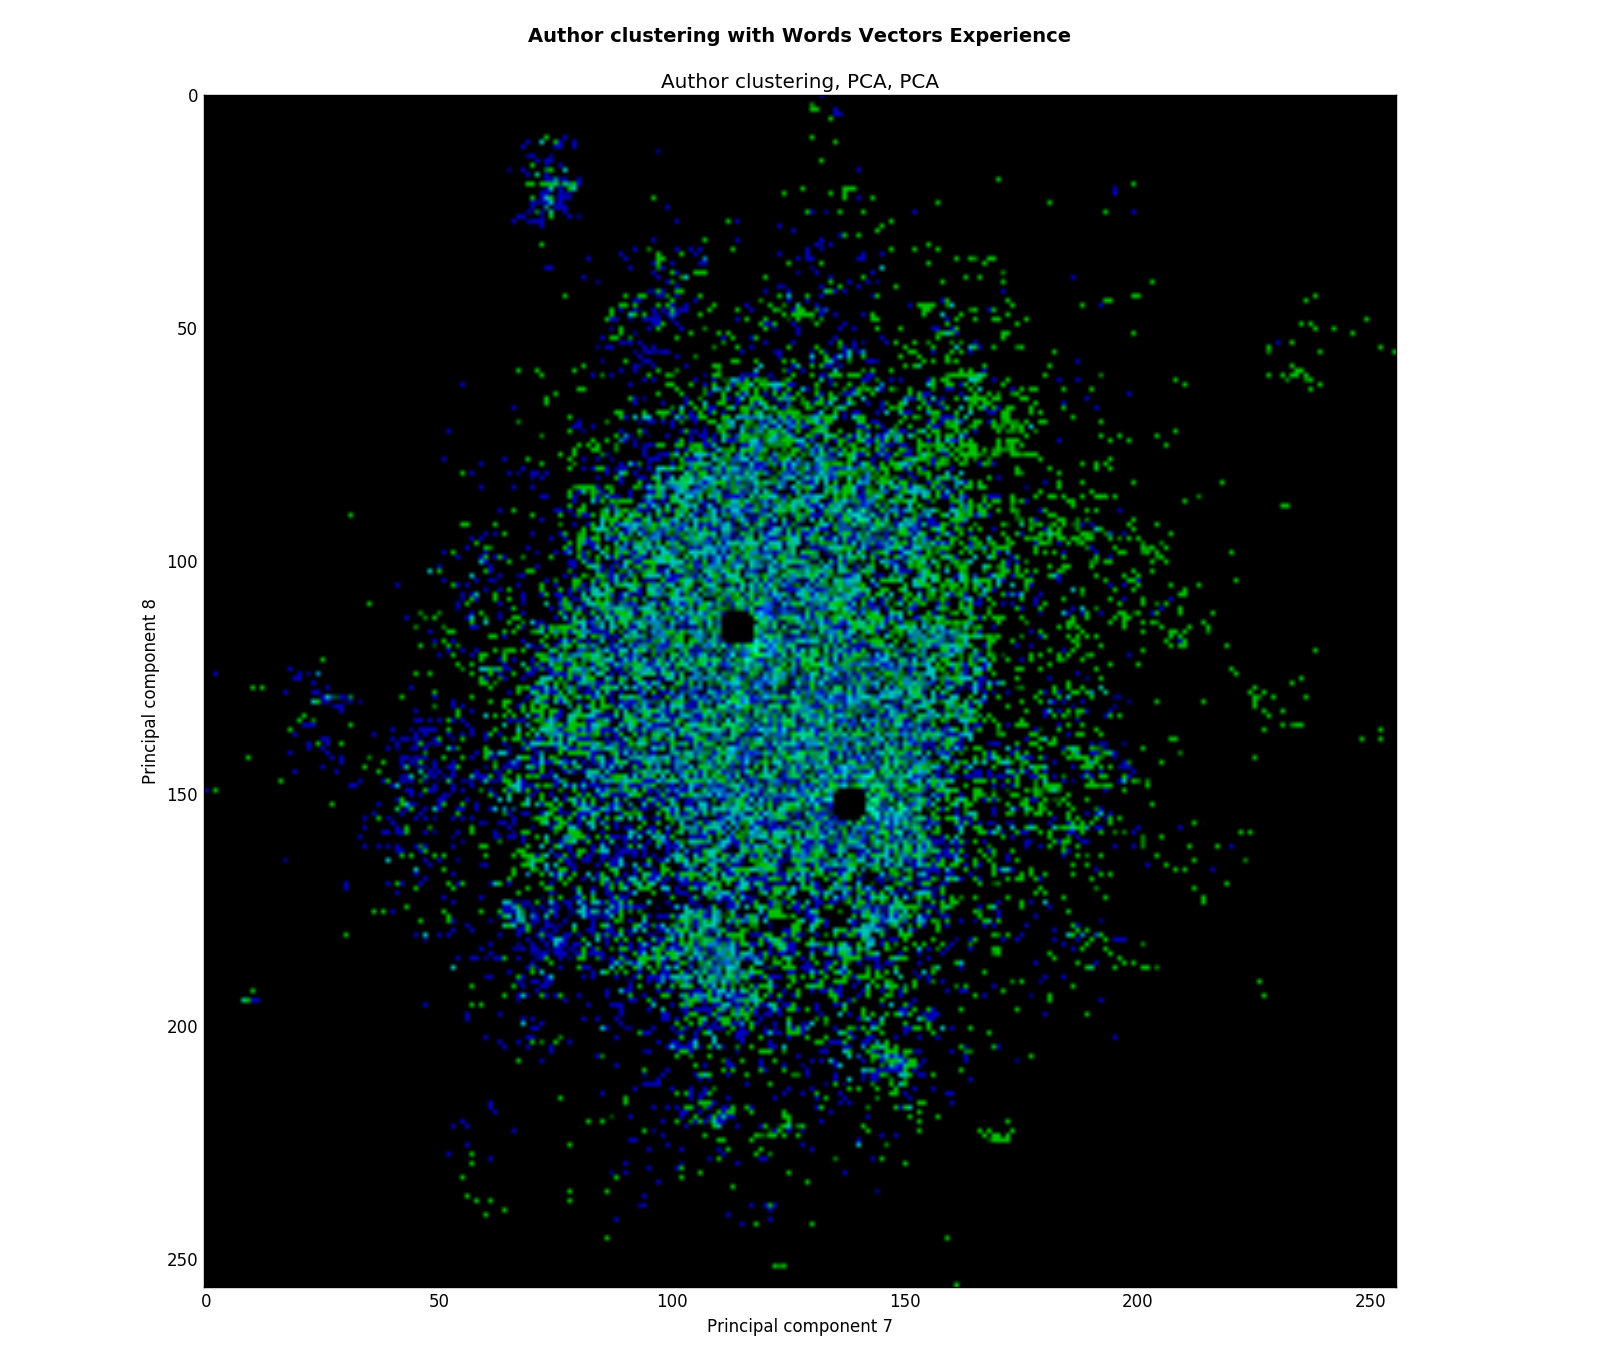 Author clustering with Words Vectors Experience
Author clustering, PCA, PCA
0
50
100
150
200
250
Principal component 8
0 50 100 150 200 250
Principal component 7